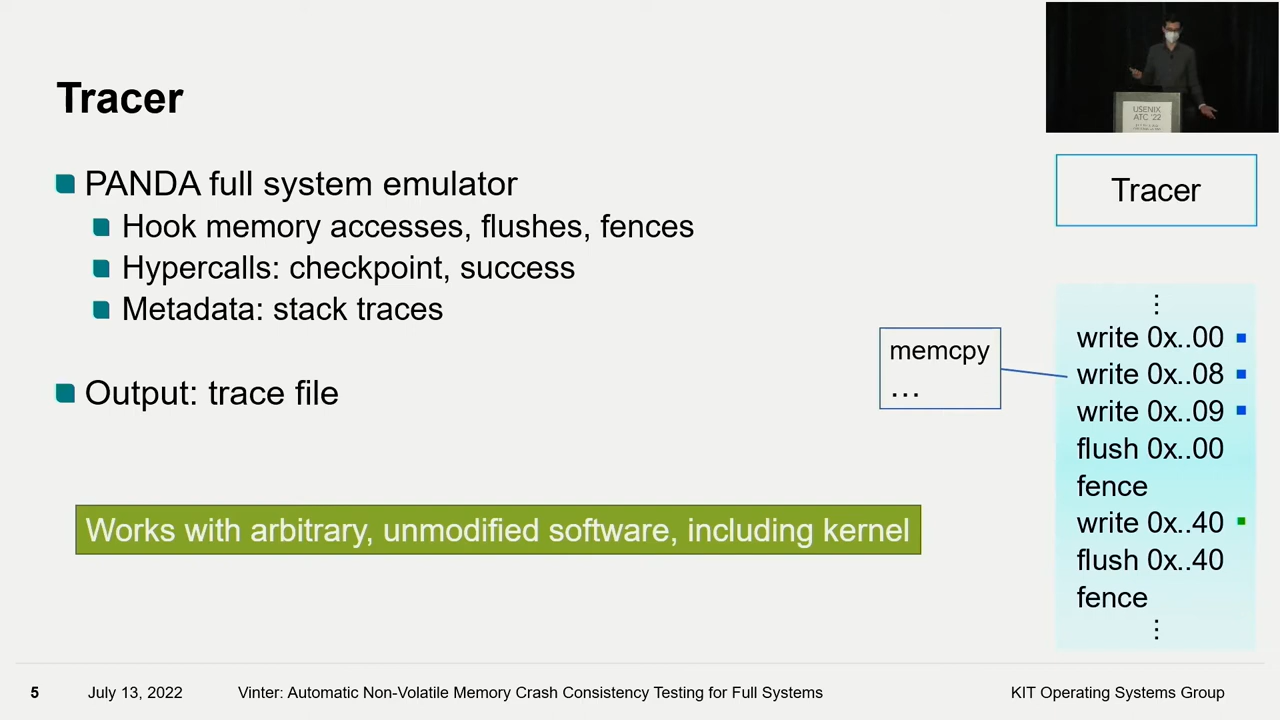 Tracer
PANDA full system emulator
Hook memory accesses, flushes, fences
Hypercalls: checkpoint, success
Metadata: stack traces
Output: trace file
Works with arbitrary, unmodified software, including kernel
USENIX
ATC '22
Tracer
memcpy
...
⋮
write 0x..00
write 0x..08
write 0x..09
flush 0x..00
fence
write 0x..40
flush 0x..40
fence
⋮
5 July 13, 2022 Vinter: Automatic Non-Volatile Memory Crash Consistency Testing for Full Systems KIT Operating Systems Group